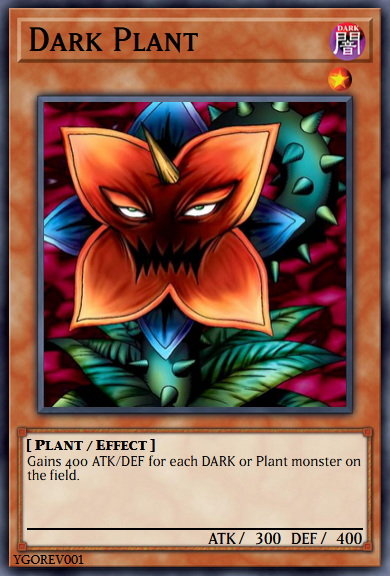 Dark Plant
DARK
闇
[ Plant / Effect ]
Gains 400 ATK/DEF for each DARK or Plant monster on
the field.
ATK / 300 DEF / 400
YGOREV001